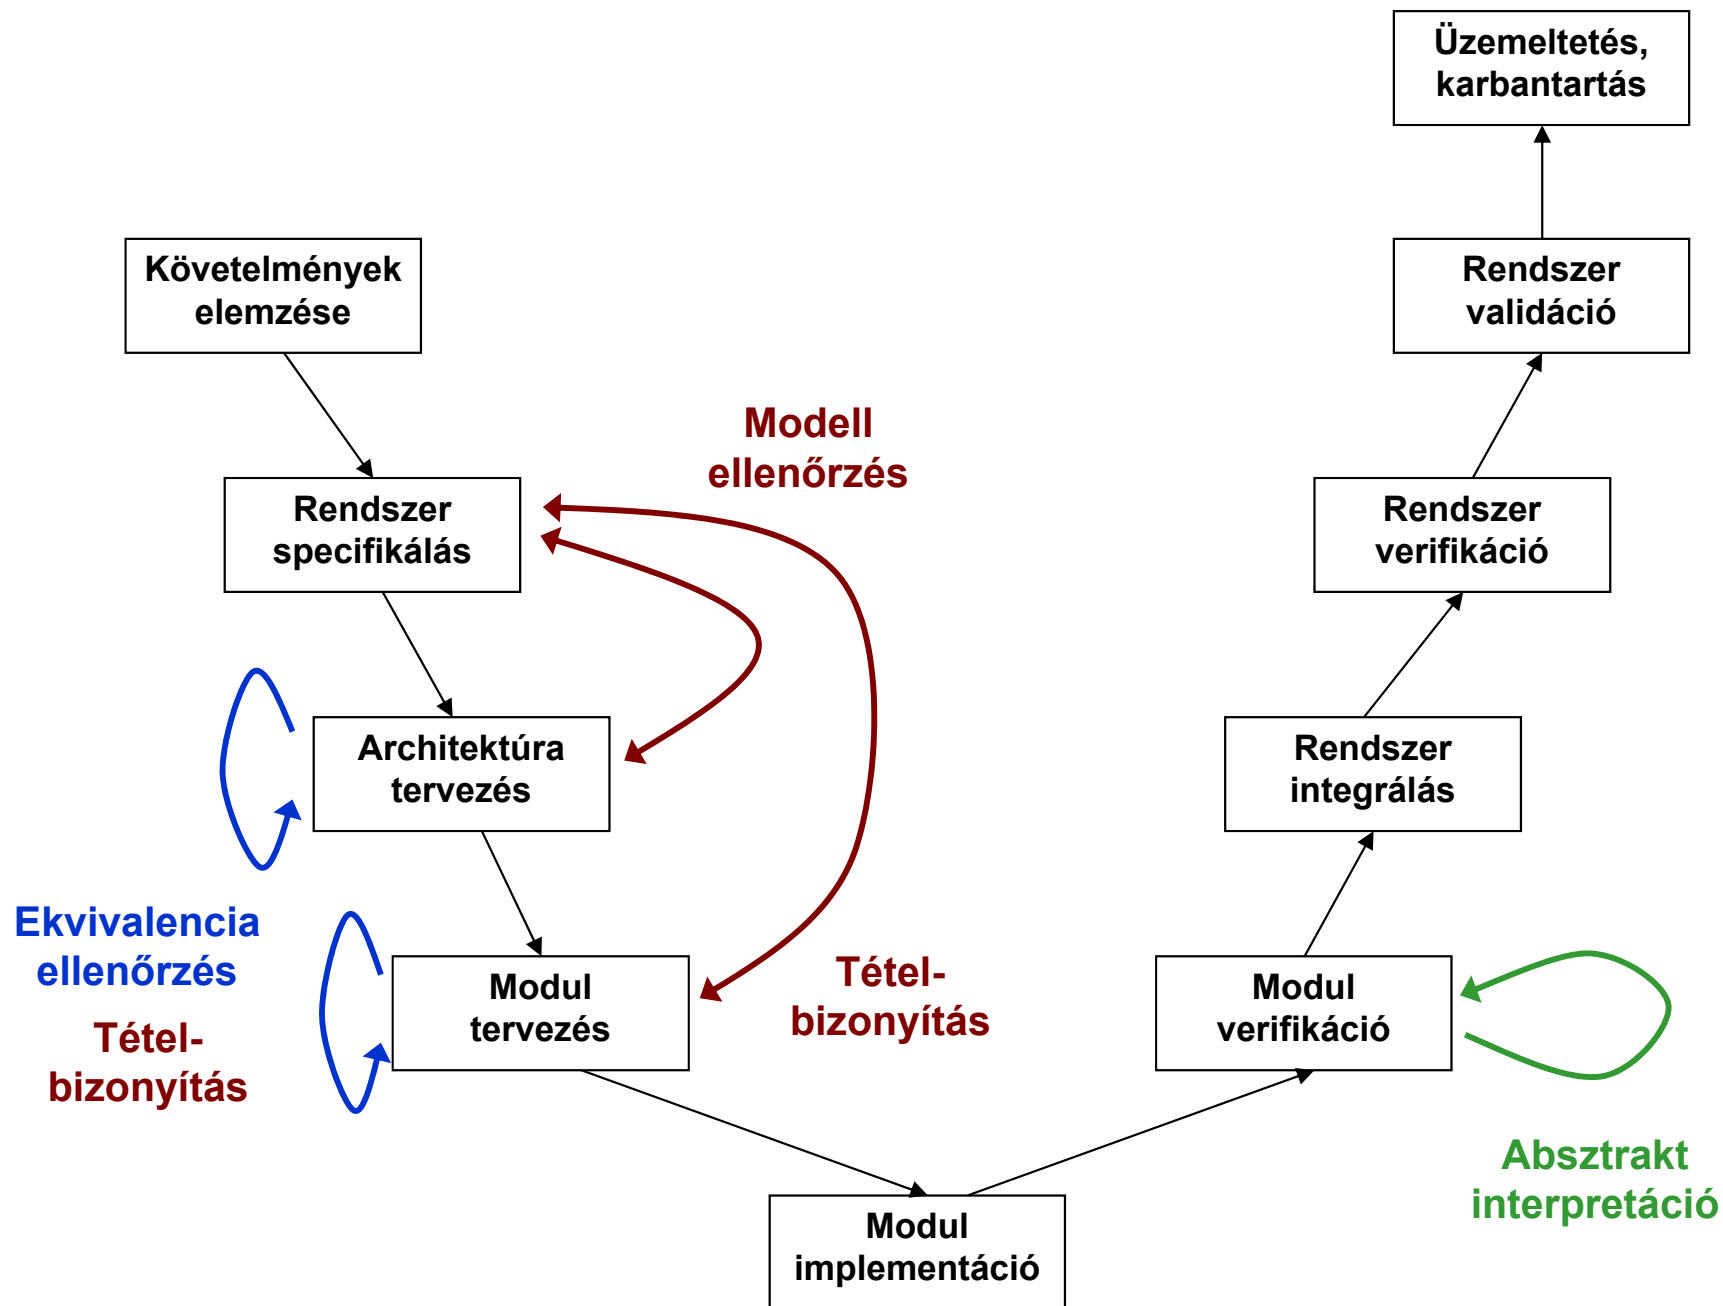 Üzemeltetés,
karbantartás
Követelmények
elemzése
Rendszer
validáció
Modell
ellenőrzés
Rendszer
specifikálás
Rendszer
verifikáció
Architektúra
tervezés
Rendszer
integrálás
Ekvivalencia
ellenőrzés
Tétel-
bizonyítás
Modul
tervezés
Tétel-
bizonyítás
Modul
verifikáció
Absztrakt
interpretáció
Modul
implementáció